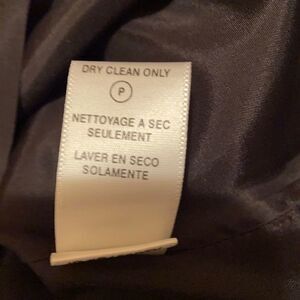 DRY CLEAN ONLY
P
NETTOYAGE A SEC
SEULEMENT
LAVER EN SECO
SOLAMENTE